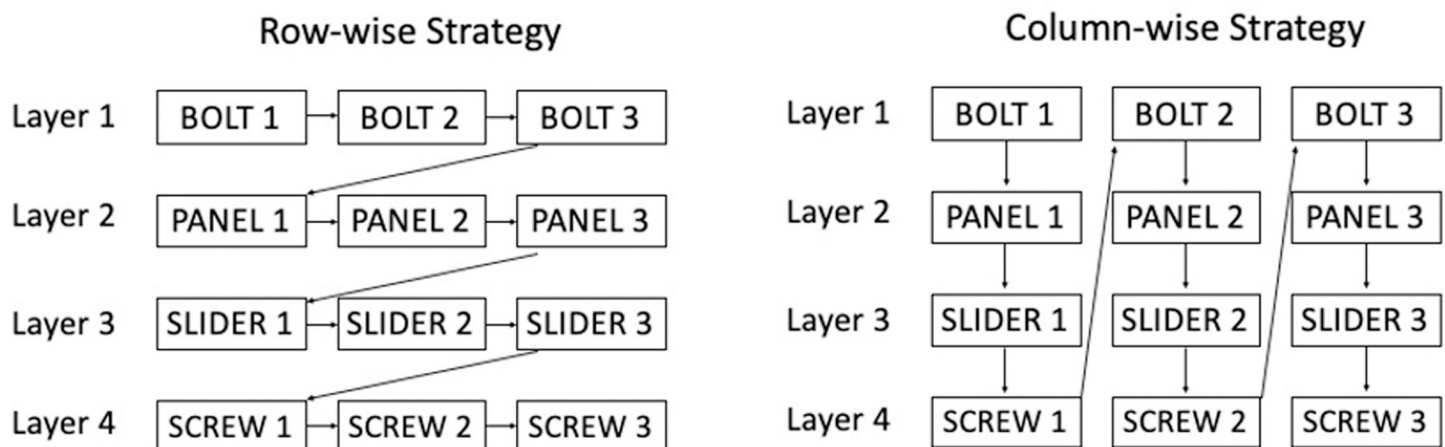 Row-wise Strategy
Layer 1 BOLT 1 BOLT 2 BOLT 3
Layer 2 PANEL 1 PANEL 2 PANEL 3
Layer 3 SLIDER 1 SLIDER 2 SLIDER 3
Layer 4 SCREW 1 SCREW 2 SCREW 3
Column-wise Strategy
Layer 1 BOLT 1 BOLT 2 BOLT 3
Layer 2 PANEL 1 PANEL 2 PANEL 3
Layer 3 SLIDER 1 SLIDER 2 SLIDER 3
Layer 4 SCREW 1 SCREW 2 SCREW 3